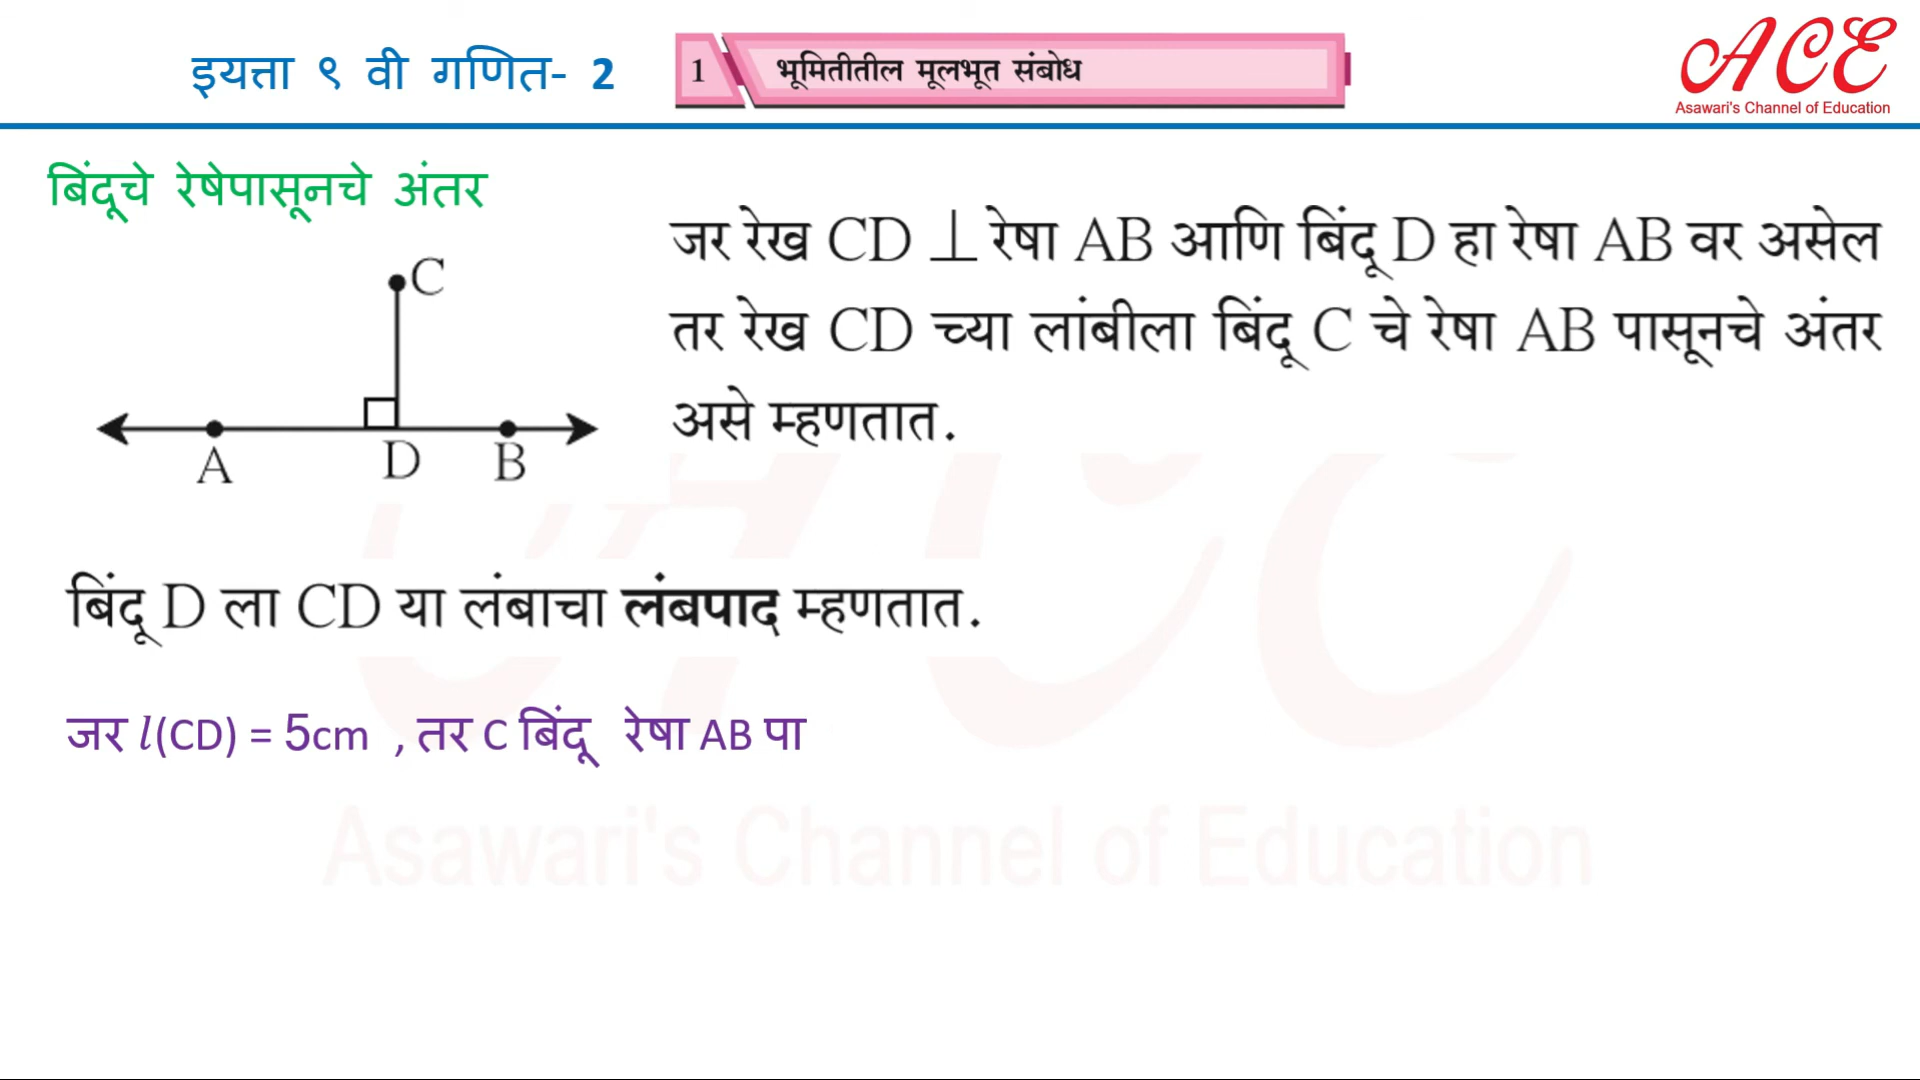 इयत्ता ९ वी गणित- 2
1 भूमितीतील मूलभूत संबोध
ACE
Asawari's Channel of Education
बिंदूचे रेषेपासूनचे अंतर
जर रेख CD ⊥ रेषा AB आणि बिंदू D हा रेषा AB वर असेल
तर रेख CD च्या लांबीला बिंदू C चे रेषा AB पासूनचे अंतर
असे म्हणतात.
C
A D B
बिंदू D ला CD या लंबाचा लंबपाद म्हणतात.
जर l(CD) = 5cm , तर C बिंदू रेषा AB पा
ACE
Asawari's Channel of Education